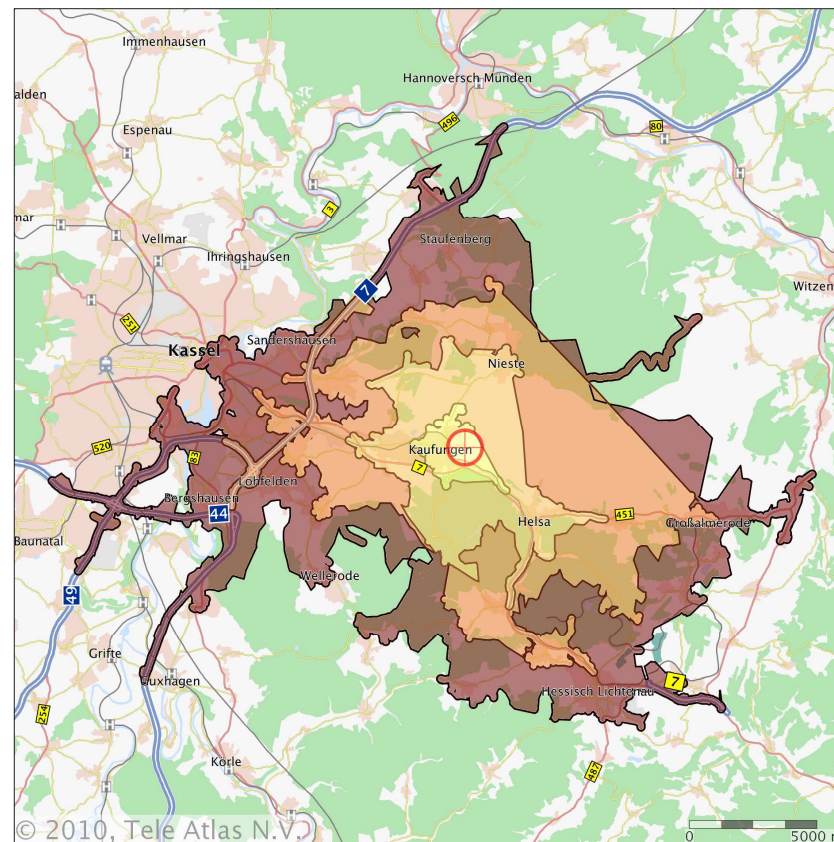 Immenhausen
Hannoversch Münden
alden
Espenau
496
80
3
mar
Vellmar
Staufenberg
Ihringshausen
7
Witzen
251
Kassel
Sandershausen
Nieste
520
83
Kaufungen
7
Lohfelden
Bergshausen
44
451
Helsa
Großalmerode
Baunatal
49
Wellerode
Grifte
Guxhagen
7
Hessisch Lichtenau
254
Körle
487
© 2010, Tele Atlas N.V.
0 5000 m